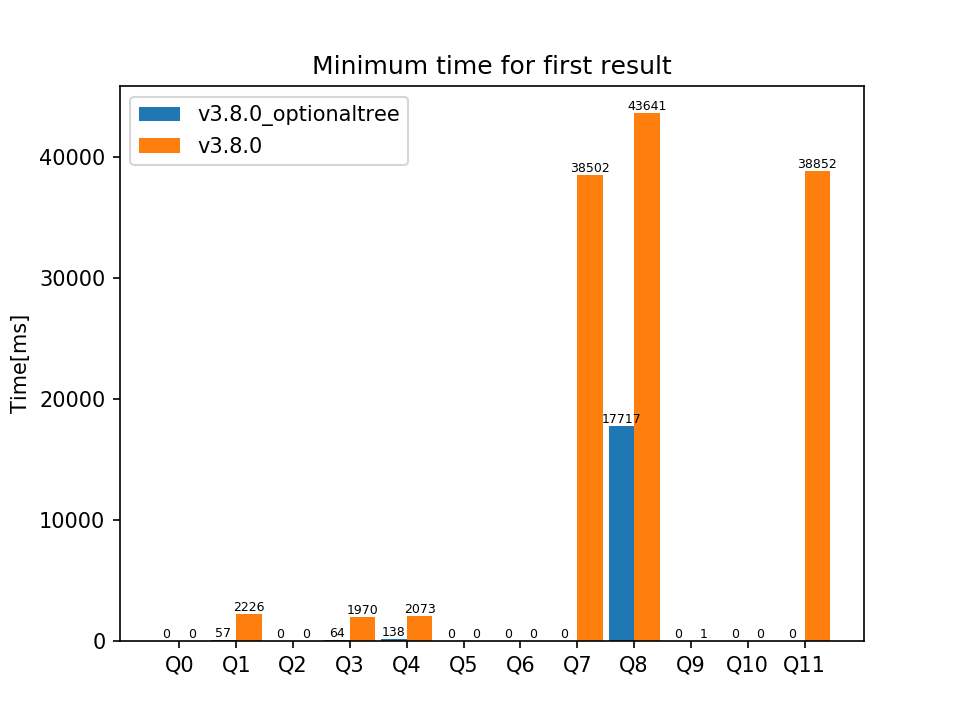 Minimum time for first result
v3.8.0_optionaltree
v3.8.0
Time[ms]
40000
30000
20000
10000
0
0 0 57 2226 0 0 64 1970 138 2073 0 0 0 0 0 38502 17717 43641 0 1 0 0 0 38852
Q0 Q1 Q2 Q3 Q4 Q5 Q6 Q7 Q8 Q9 Q10 Q11